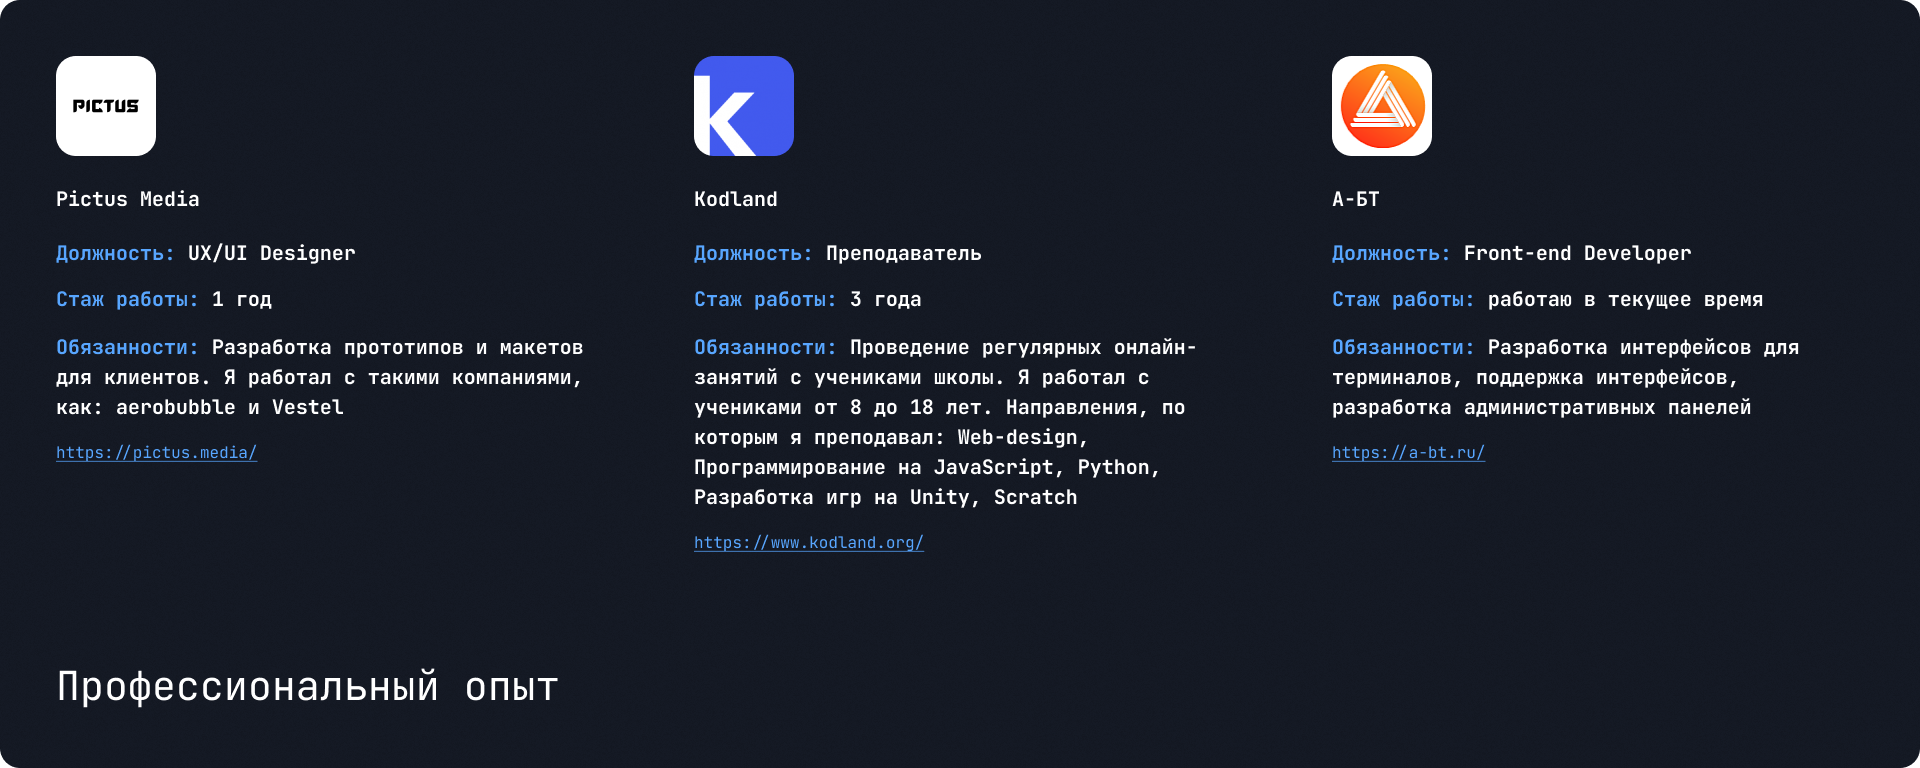 PICTUS
Pictus Media
Должность: UX/UI Designer
Стаж работы: 1 год
Обязанности: Разработка прототипов и макетов
для клиентов. Я работал с такими компаниями,
как: aerobubble и Vestel
https://pictus.media/
k
Kodland
Должность: Преподаватель
Стаж работы: 3 года
Обязанности: Проведение регулярных онлайн-
занятий с учениками школы. Я работал с
учениками от 8 до 18 лет. Направления, по
которым я преподавал: Web-design,
Программирование на JavaScript, Python,
Разработка игр на Unity, Scratch
https://www.kodland.org/
А-БТ
Должность: Front-end Developer
Стаж работы: работаю в текущее время
Обязанности: Разработка интерфейсов для
терминалов, поддержка интерфейсов,
разработка административных панелей
https://a-bt.ru/
Профессиональный опыт